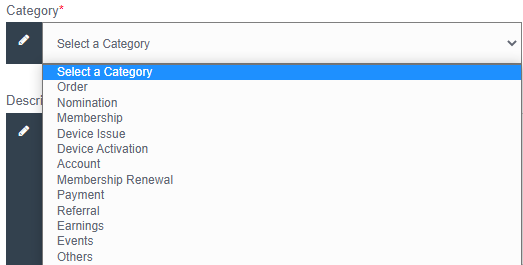 Category*
Select a Category
Select a Category
Order
Nomination
Membership
Device Issue
Device Activation
Account
Membership Renewal
Payment
Referral
Earnings
Events
Others